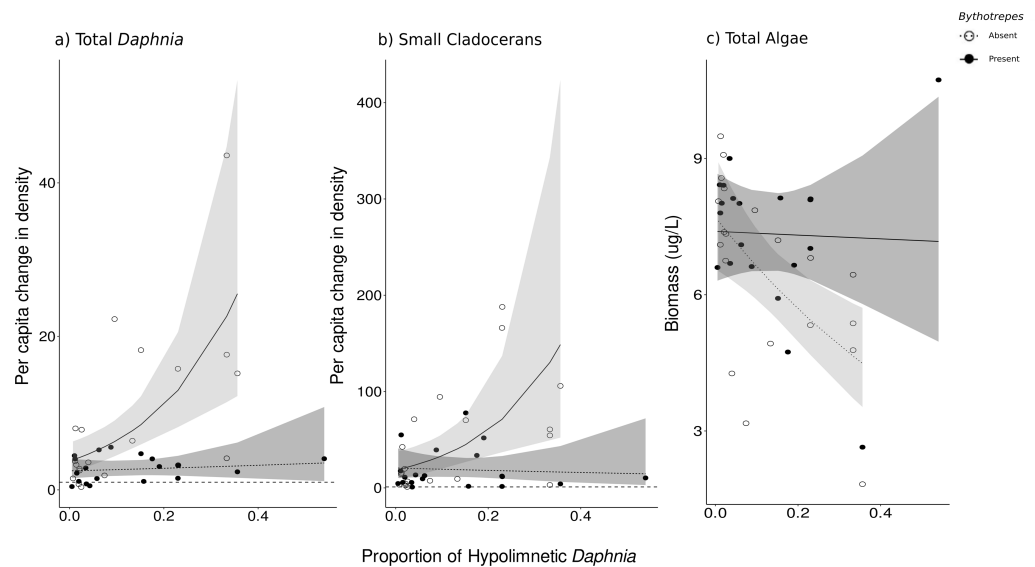 Bythotrepes
Absent
Present
a) Total Daphnia
b) Small Cladocerans
c) Total Algae
Per capita change in density
40
20
0
0.0 0.2 0.4
Per capita change in density
400
300
200
100
0
0.0 0.2 0.4
Biomass (ug/L)
9
6
3
0.0 0.2 0.4
Proportion of Hypolimnetic Daphnia